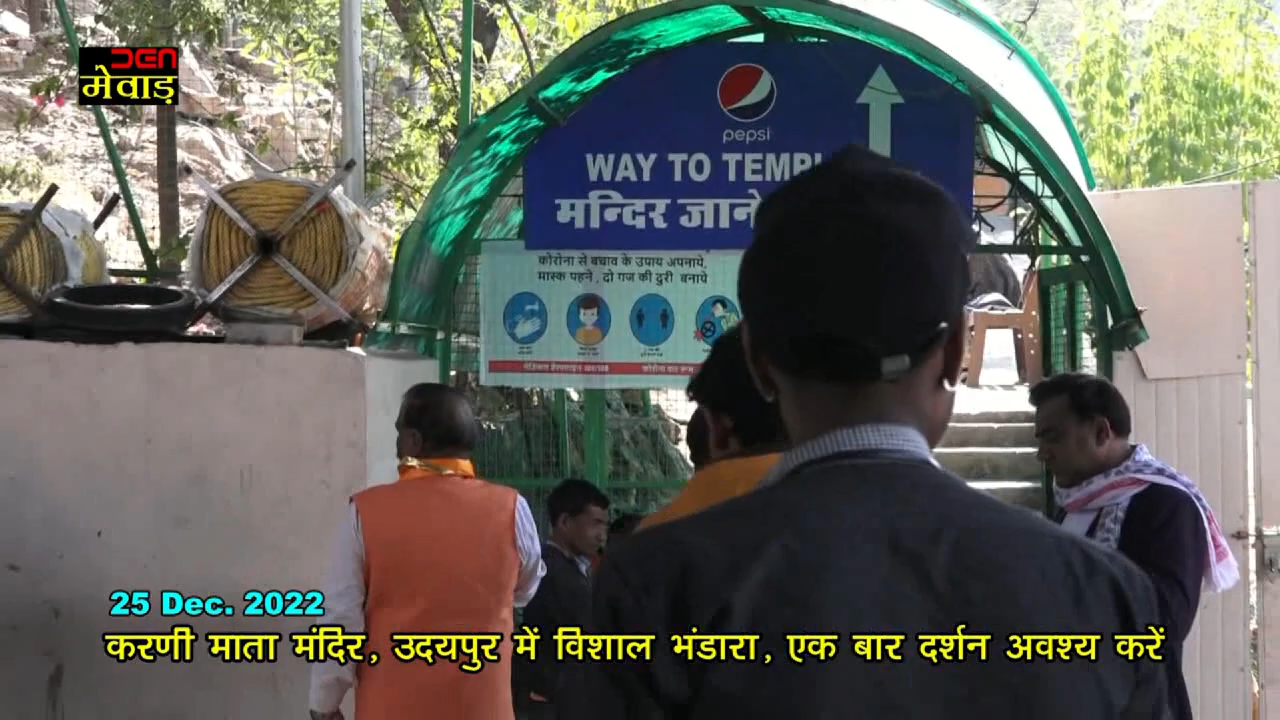 DEN
मेवाड़
pepsi
WAY TO TEMPL
मन्दिर जाने
कोरोना से बचाव के उपाय अपनाये,
मास्क पहने , दो गज की दुरी बनाये
25 Dec. 2022
करणी माता मंदिर, उदयपुर में विशाल भंडारा, एक बार दर्शन अवश्य करें